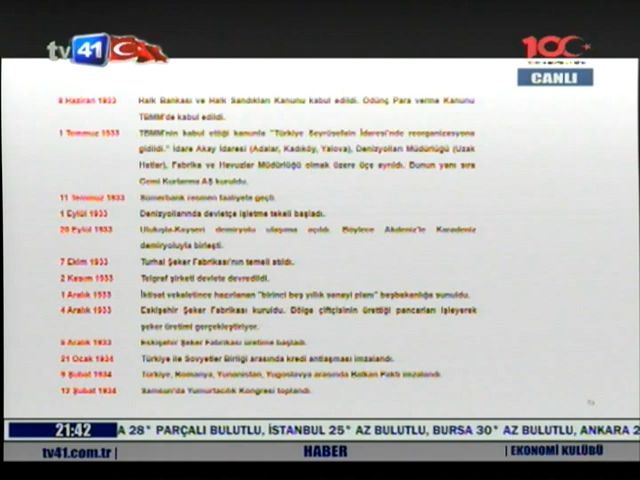 tv 41
100
CANLI
8 Haziran 1933 Halk Bankası ve Halk Sandıkları Kanunu kabul edildi. Ödünç Para verme Kanunu
TBMM'de kabul edildi.
1 Temmuz 1933 TBMM'nin kabul ettiği kanunla "Türkiye Seyrüsefain İdaresi'nde reorganizasyona
gidildi." İdare Akay İdaresi (Adalar, Kadıköy, Yalova), Denizyolları Müdürlüğü (Uzak
Hatlar), Fabrika ve Havuzlar Müdürlüğü olmak üzere üçe ayrıldı. Bunun yanı sıra
Gemi Kurtarma AŞ kuruldu.
11 Temmuz 1933 Sümerbank resmen faaliyete geçti.
1 Eylül 1933 Denizyollarında devletçe işletme tekeli başladı.
20 Eylül 1933 Ulukışla-Kayseri demiryolu ulaşıma açıldı. Böylece Akdeniz'le Karadeniz
demiryoluyla birleşti.
7 Ekim 1933 Turhal Şeker Fabrikası'nın temeli atıldı.
2 Kasım 1933 Telgraf şirketi devlete devredildi.
1 Aralık 1933 İktisat vekaletince hazırlanan "birinci beş yıllık sanayi planı" başbakanlığa sunuldu.
4 Aralık 1933 Eskişehir Şeker Fabrikası kuruldu. Bölge çiftçisinin ürettiği pancarları işleyerek
şeker üretimi gerçekleştiriyor.
5 Aralık 1933 Eskişehir Şeker Fabrikası üretime başladı.
21 Ocak 1934 Türkiye ile Sovyetler Birliği arasında kredi antlaşması imzalandı.
9 Şubat 1934 Türkiye, Romanya, Yunanistan, Yugoslavya arasında Balkan Paktı imzalandı.
12 Şubat 1934 Samsun'da Yumurtacılık Kongresi toplandı.
21:42 A 28° PARÇALI BULUTLU, İSTANBUL 25° AZ BULUTLU, BURSA 30° AZ BULUTLU, ANKARA 2
tv41.com.tr | HABER | EKONOMİ KULÜBÜ